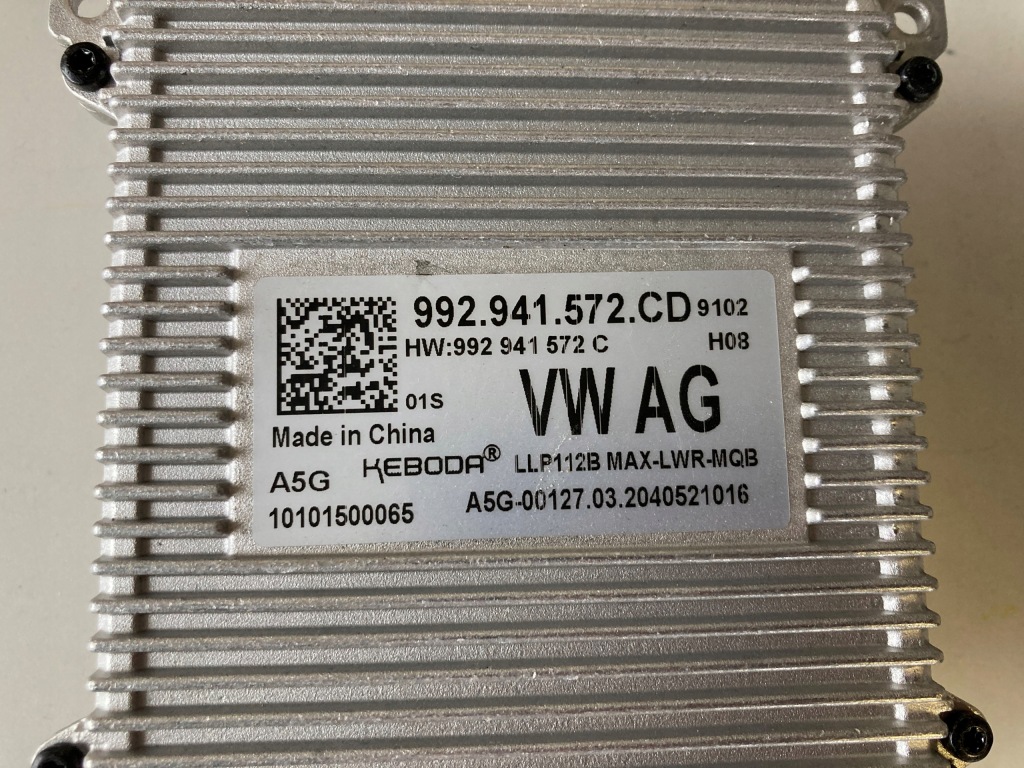 992.941.572.CD 9102
HW:992 941 572 C H08
01S VW AG
Made in China
A5G KEBODA® LLP112B MAX-LWR-MQB
10101500065 A5G-00127.03.2040521016